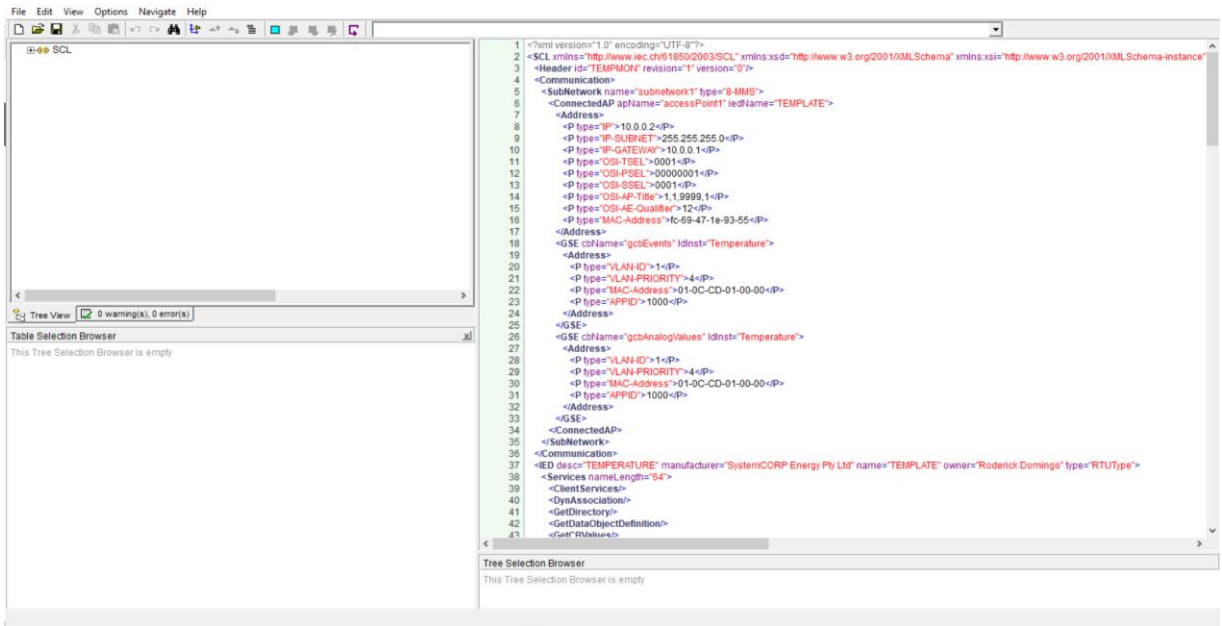 File Edit View Options Navigate Help
SCL
Tree View 0 warning(s), 0 error(s)
Table Selection Browser
This Tree Selection Browser is empty
1 <?xml version="1.0" encoding="UTF-8"?>
2 <SCL xmlns="http://www.iec.ch/61850/2003/SCL" xmlns:xsd="http://www.w3.org/2001/XMLSchema" xmlns:xsi="http://www.w3.org/2001/XMLSchema-instance"
3 <Header id="TEMPMON" revision="1" version="0"/>
4 <Communication>
5 <SubNetwork name="subnetwork1" type="8-MMS">
6 <ConnectedAP apName="accessPoint1" iedName="TEMPLATE">
7 <Address>
8 <P type="IP">10.0.0.2</P>
9 <P type="IP-SUBNET">255.255.255.0</P>
10 <P type="IP-GATEWAY">10.0.0.1</P>
11 <P type="OSI-TSEL">0001</P>
12 <P type="OSI-PSEL">00000001</P>
13 <P type="OSI-SSEL">0001</P>
14 <P type="OSI-AP-Title">1,1,9999,1</P>
15 <P type="OSI-AE-Qualifier">12</P>
16 <P type="MAC-Address">fc-69-47-1e-93-55</P>
17 </Address>
18 <GSE cbName="gcbEvents" ldInst="Temperature">
19 <Address>
20 <P type="VLAN-ID">1</P>
21 <P type="VLAN-PRIORITY">4</P>
22 <P type="MAC-Address">01-0C-CD-01-00-00</P>
23 <P type="APPID">1000</P>
24 </Address>
25 </GSE>
26 <GSE cbName="gcbAnalogValues" ldInst="Temperature">
27 <Address>
28 <P type="VLAN-ID">1</P>
29 <P type="VLAN-PRIORITY">4</P>
30 <P type="MAC-Address">01-0C-CD-01-00-00</P>
31 <P type="APPID">1000</P>
32 </Address>
33 </GSE>
34 </ConnectedAP>
35 </SubNetwork>
36 </Communication>
37 <IED desc="TEMPERATURE" manufacturer="SystemCORP Energy Pty Ltd" name="TEMPLATE" owner="Roderick Domingo" type="RTUType">
38 <Services nameLength="64">
39 <ClientServices/>
40 <DynAssociation/>
41 <GetDirectory/>
42 <GetDataObjectDefinition/>
43 <GetCBValues/>
Tree Selection Browser
This Tree Selection Browser is empty